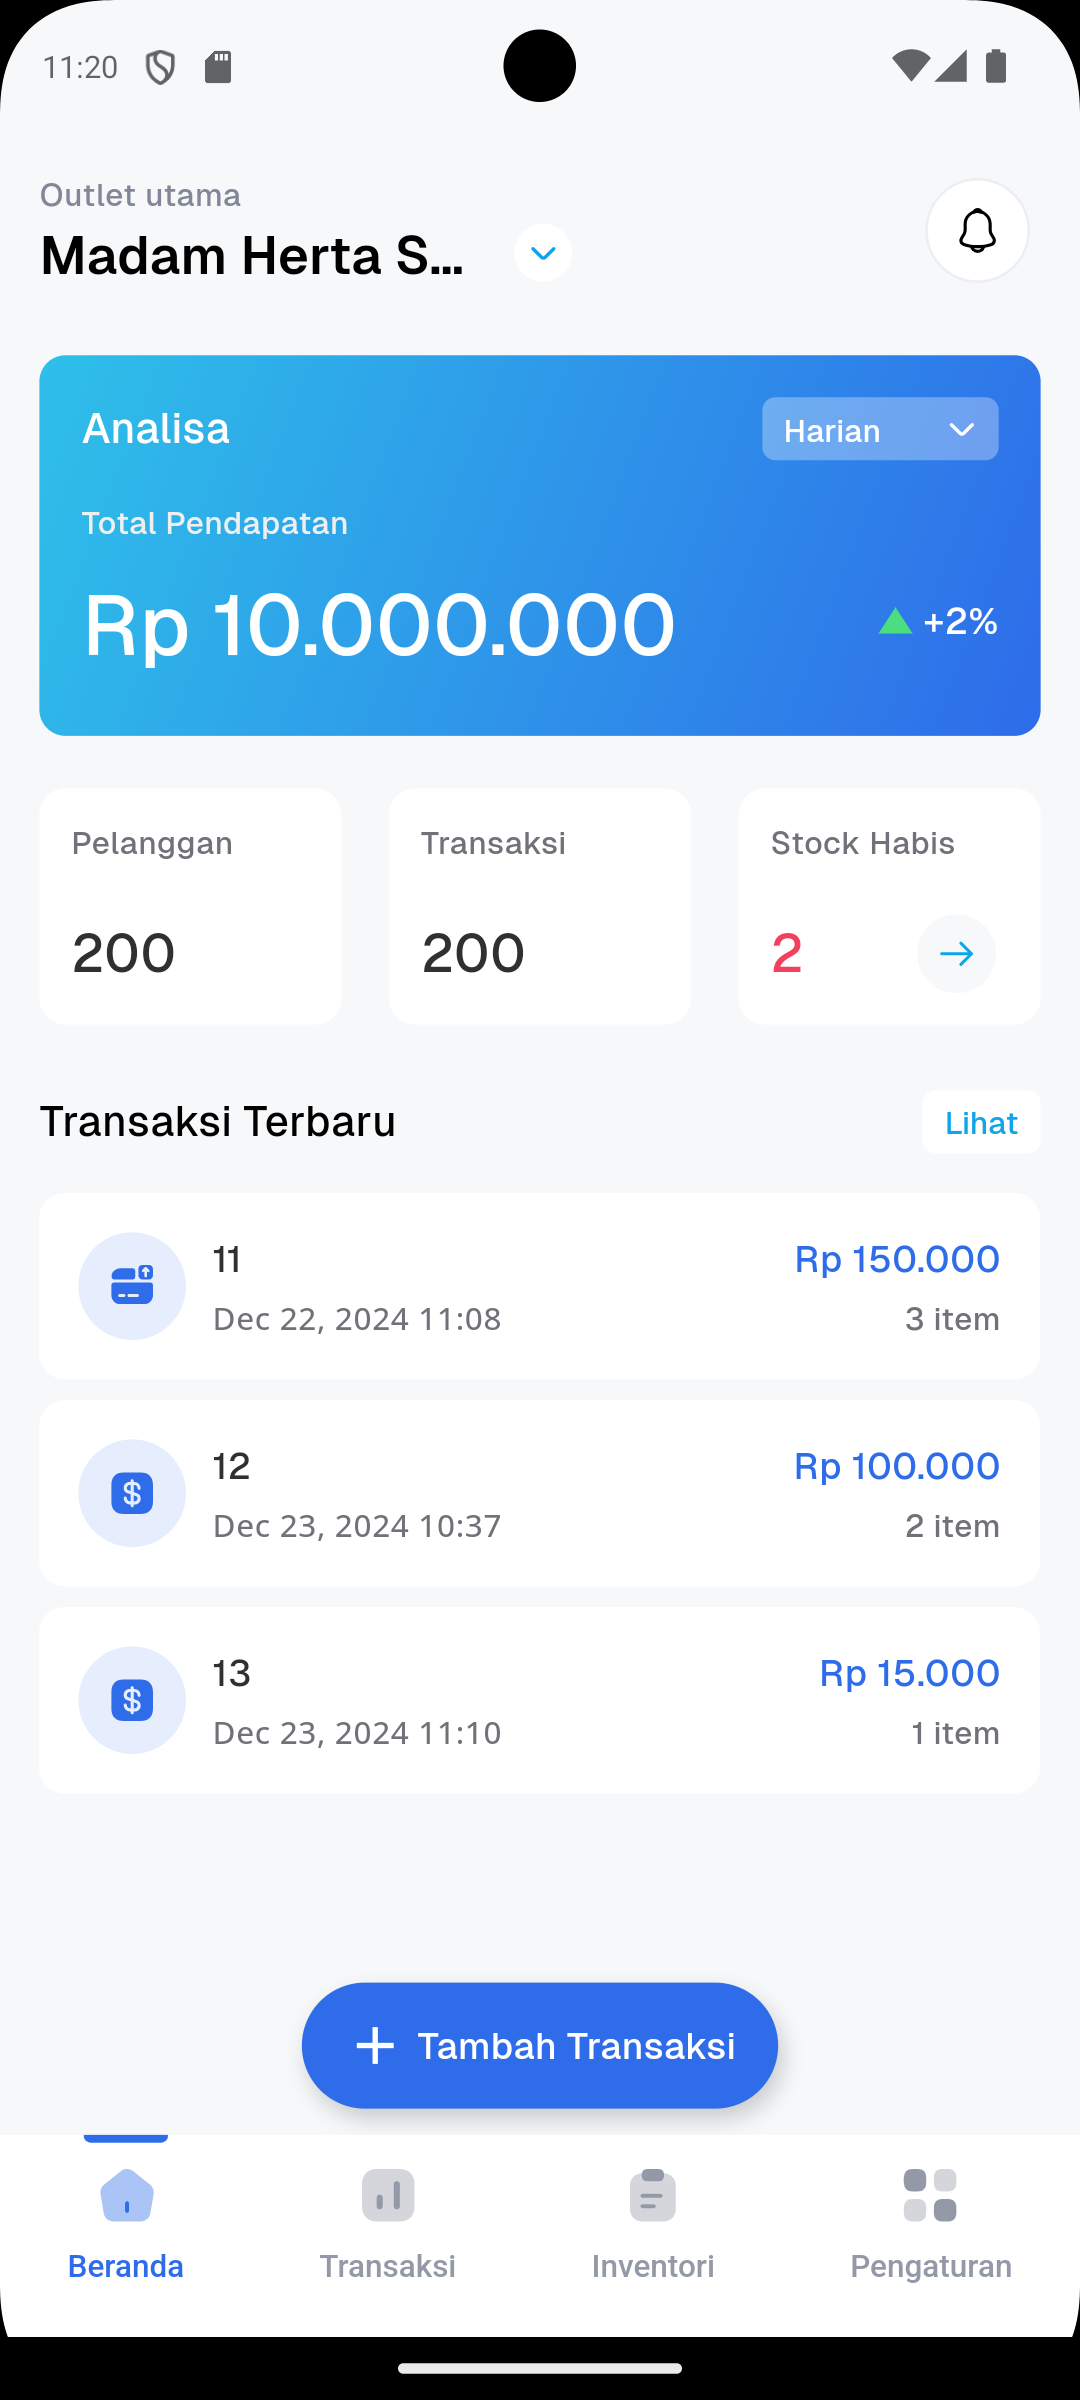 11:20
Outlet utama
Madam Herta S...
Analisa
Harian
Total Pendapatan
Rp 10.000.000
+2%
Pelanggan
Transaksi
Stock Habis
200
200
2
Transaksi Terbaru
Lihat
11
Rp 150.000
Dec 22, 2024 11:08
3 item
12
Rp 100.000
Dec 23, 2024 10:37
2 item
13
Rp 15.000
Dec 23, 2024 11:10
1 item
+ Tambah Transaksi
Beranda
Transaksi
Inventori
Pengaturan